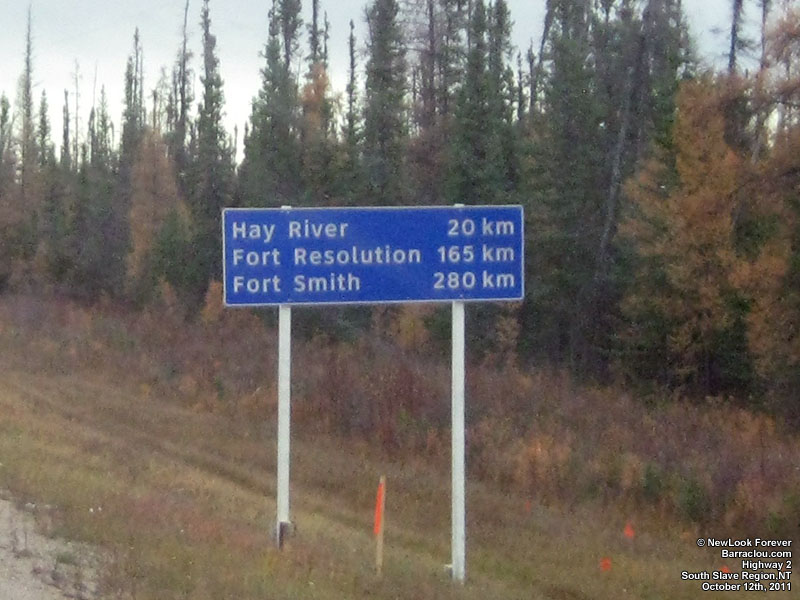 Hay River 20 km
Fort Resolution 165 km
Fort Smith 280 km
© NewLook Forever
Barraclou.com
Highway 2
South Slave Region,NT
October 12th, 2011